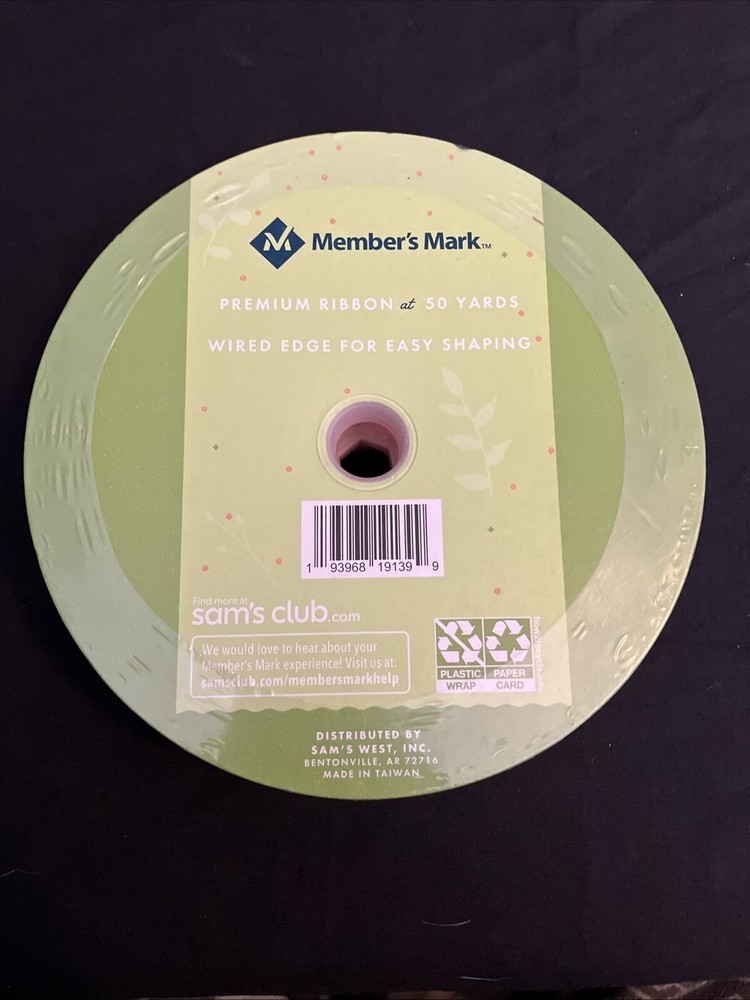 Member's Mark™
PREMIUM RIBBON at 50 YARDS
WIRED EDGE FOR EASY SHAPING
1 93968 19139 9
Find more at
sam's club.com
We would love to hear about your
Member's Mark experience! Visit us at:
samsclub.com/membersmarkhelp
PLASTIC WRAP
PAPER CARD
how2recycle.info
DISTRIBUTED BY
SAM'S WEST, INC.
BENTONVILLE, AR 72716
MADE IN TAIWAN